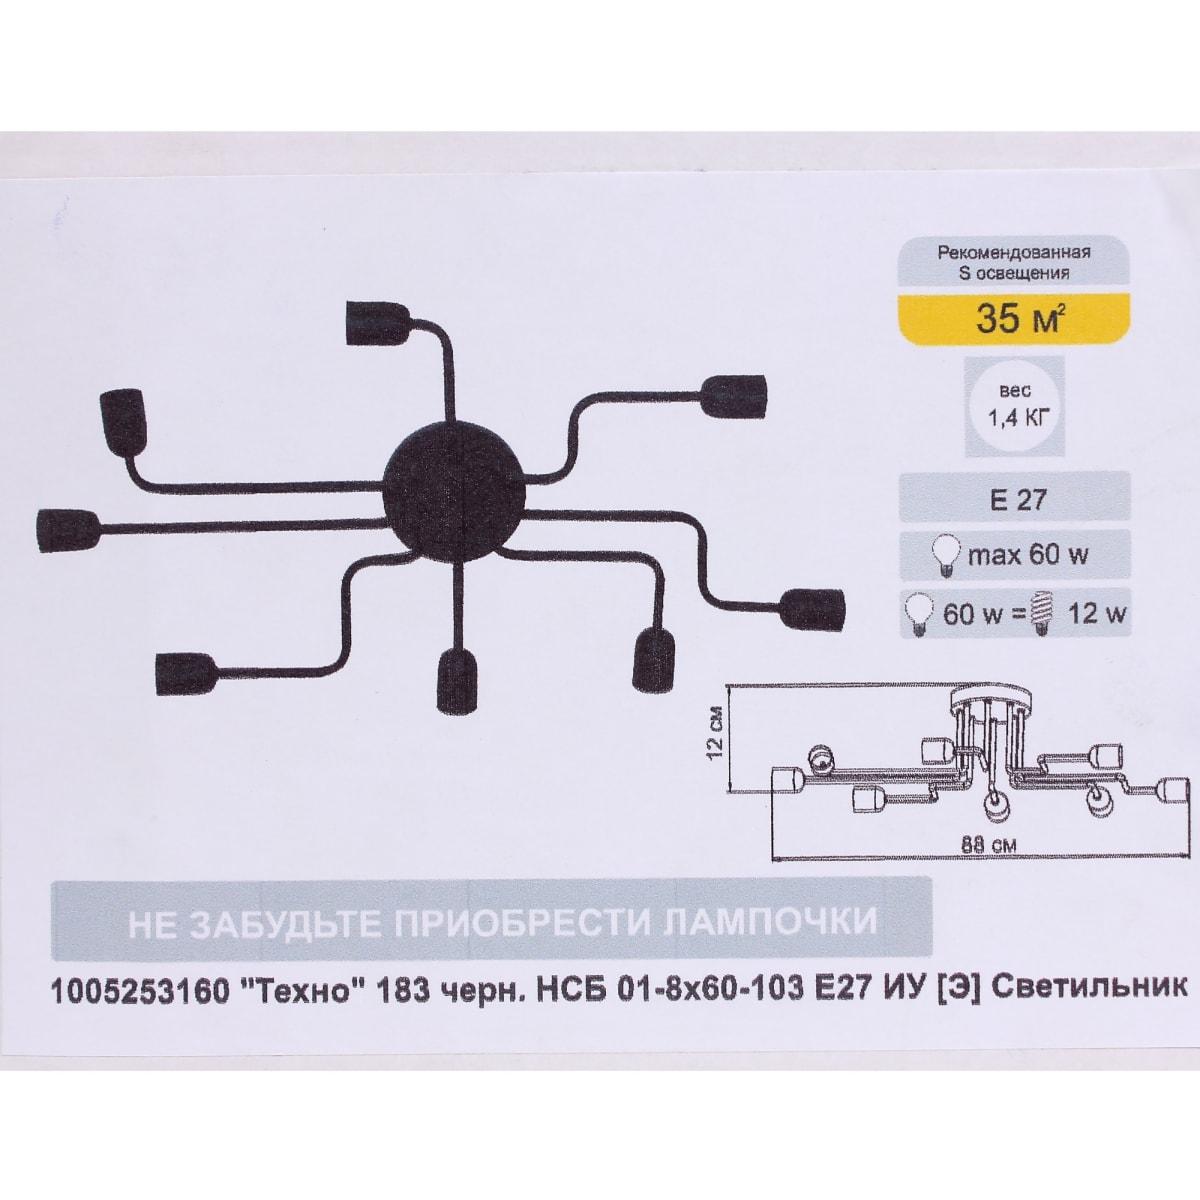 Рекомендованная
S освещения
35 м²
вес
1,4 КГ
E 27
max 60 w
60 w = 12 w
12 см
88 см
НЕ ЗАБУДЬТЕ ПРИОБРЕСТИ ЛАМПОЧКИ
1005253160 "Техно" 183 черн. НСБ 01-8х60-103 Е27 ИУ [Э] Светильник